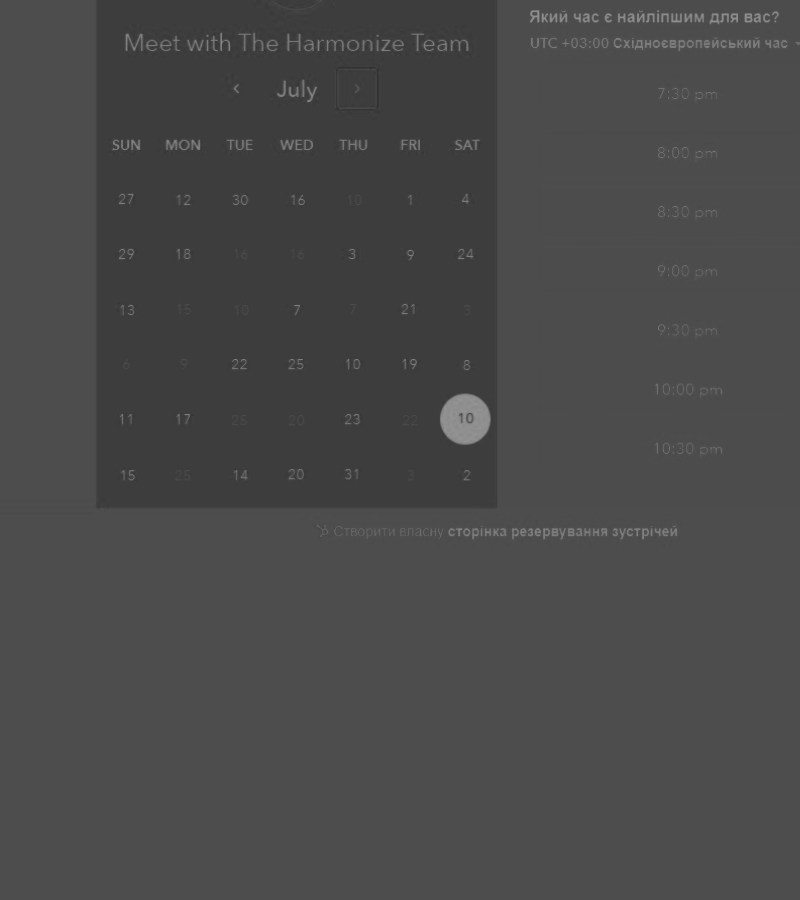 Meet with The Harmonize Team
July
SUN MON TUE WED THU FRI SAT
27 12 30 16 10 1 4
29 18 16 16 3 9 24
13 15 10 7 7 21 3
6 9 22 25 10 19 8
11 17 25 20 23 22 10
15 25 14 20 31 3 2
Який час є найліпшим для вас?
UTC +03:00 Східноєвропейський час
7:30 pm
8:00 pm
8:30 pm
9:00 pm
9:30 pm
10:00 pm
10:30 pm
Створити власну сторінка резервування зустрічей